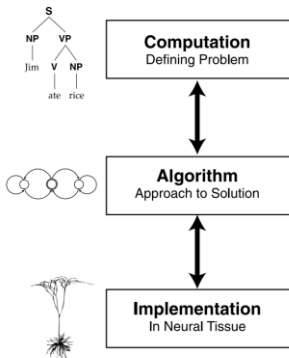 S
NP VP
Jim V NP
ate rice
Computation
Defining Problem
Algorithm
Approach to Solution
Implementation
In Neural Tissue